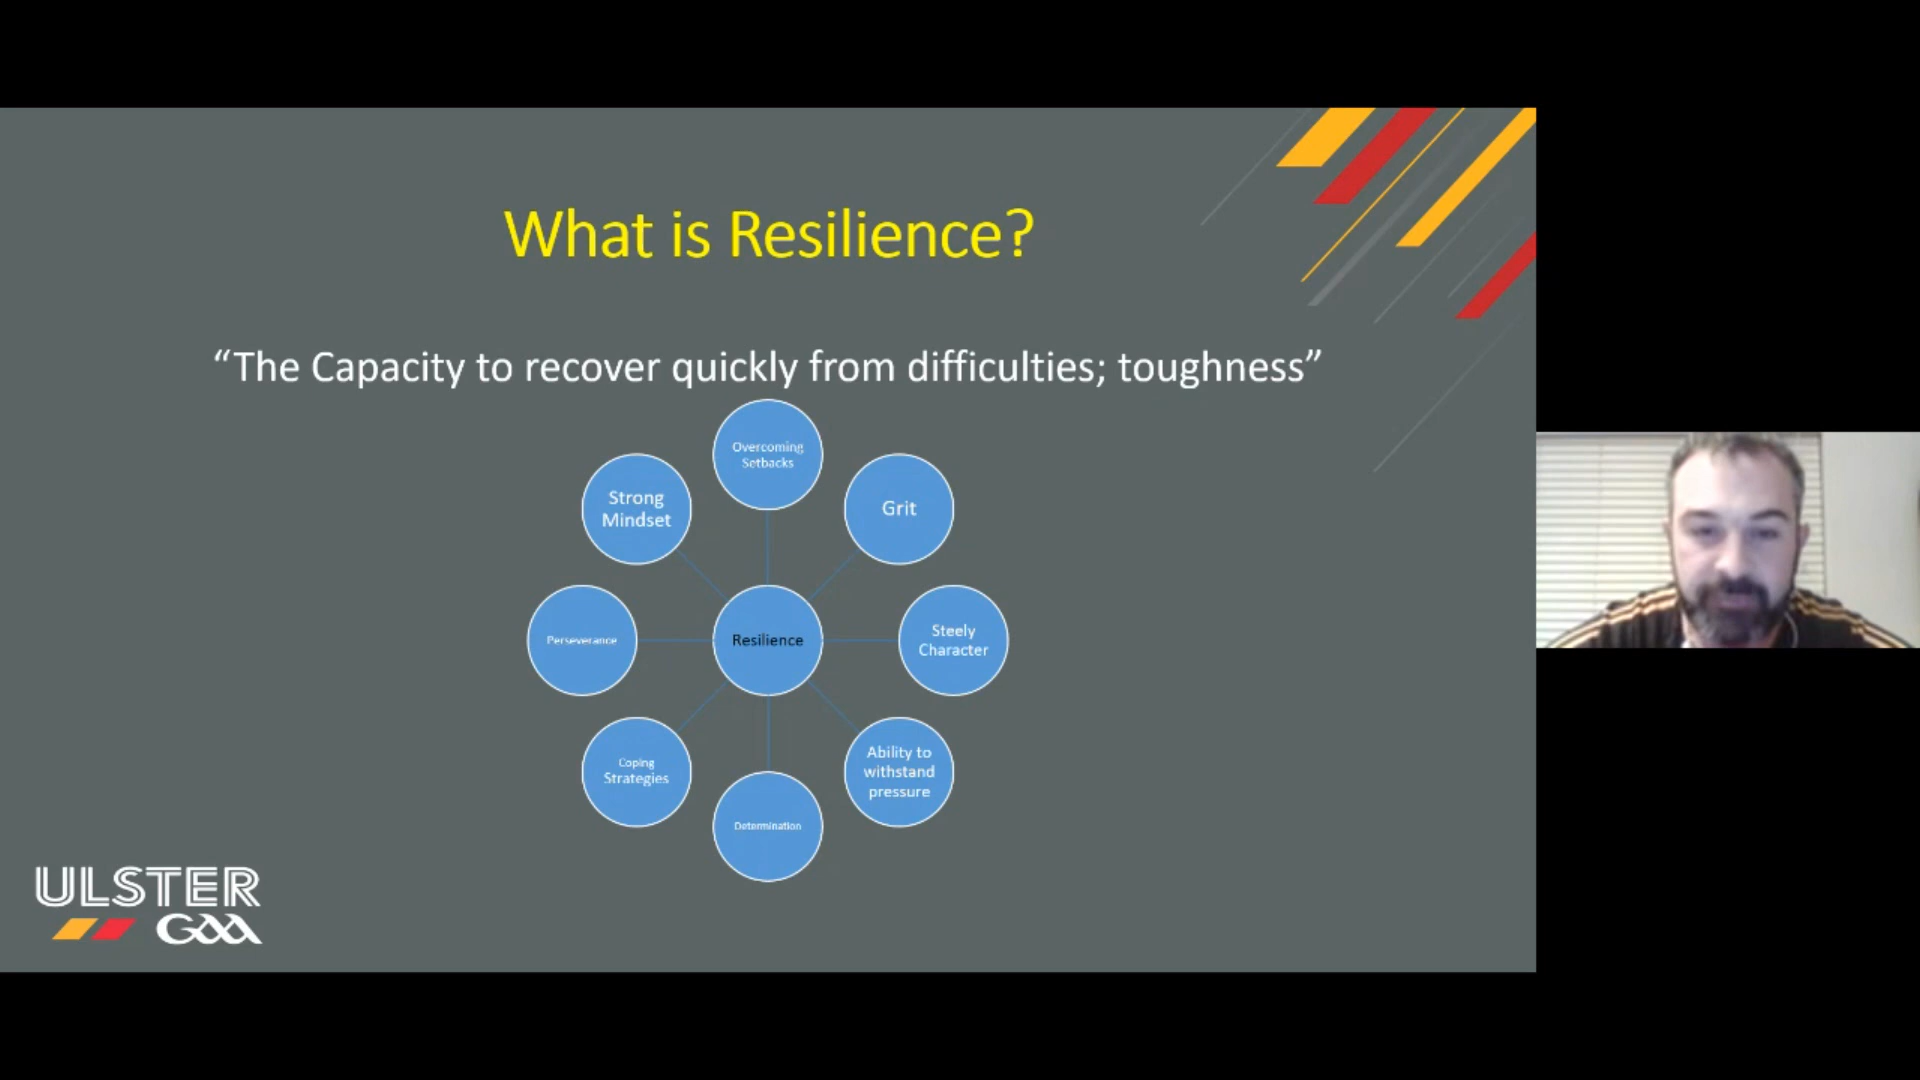 What is Resilience?
“The Capacity to recover quickly from difficulties; toughness”
Overcoming
Setbacks
Grit
Steely
Character
Ability to
withstand
pressure
Determination
Coping
Strategies
Perseverance
Strong
Mindset
Resilience
ULSTER
GAA